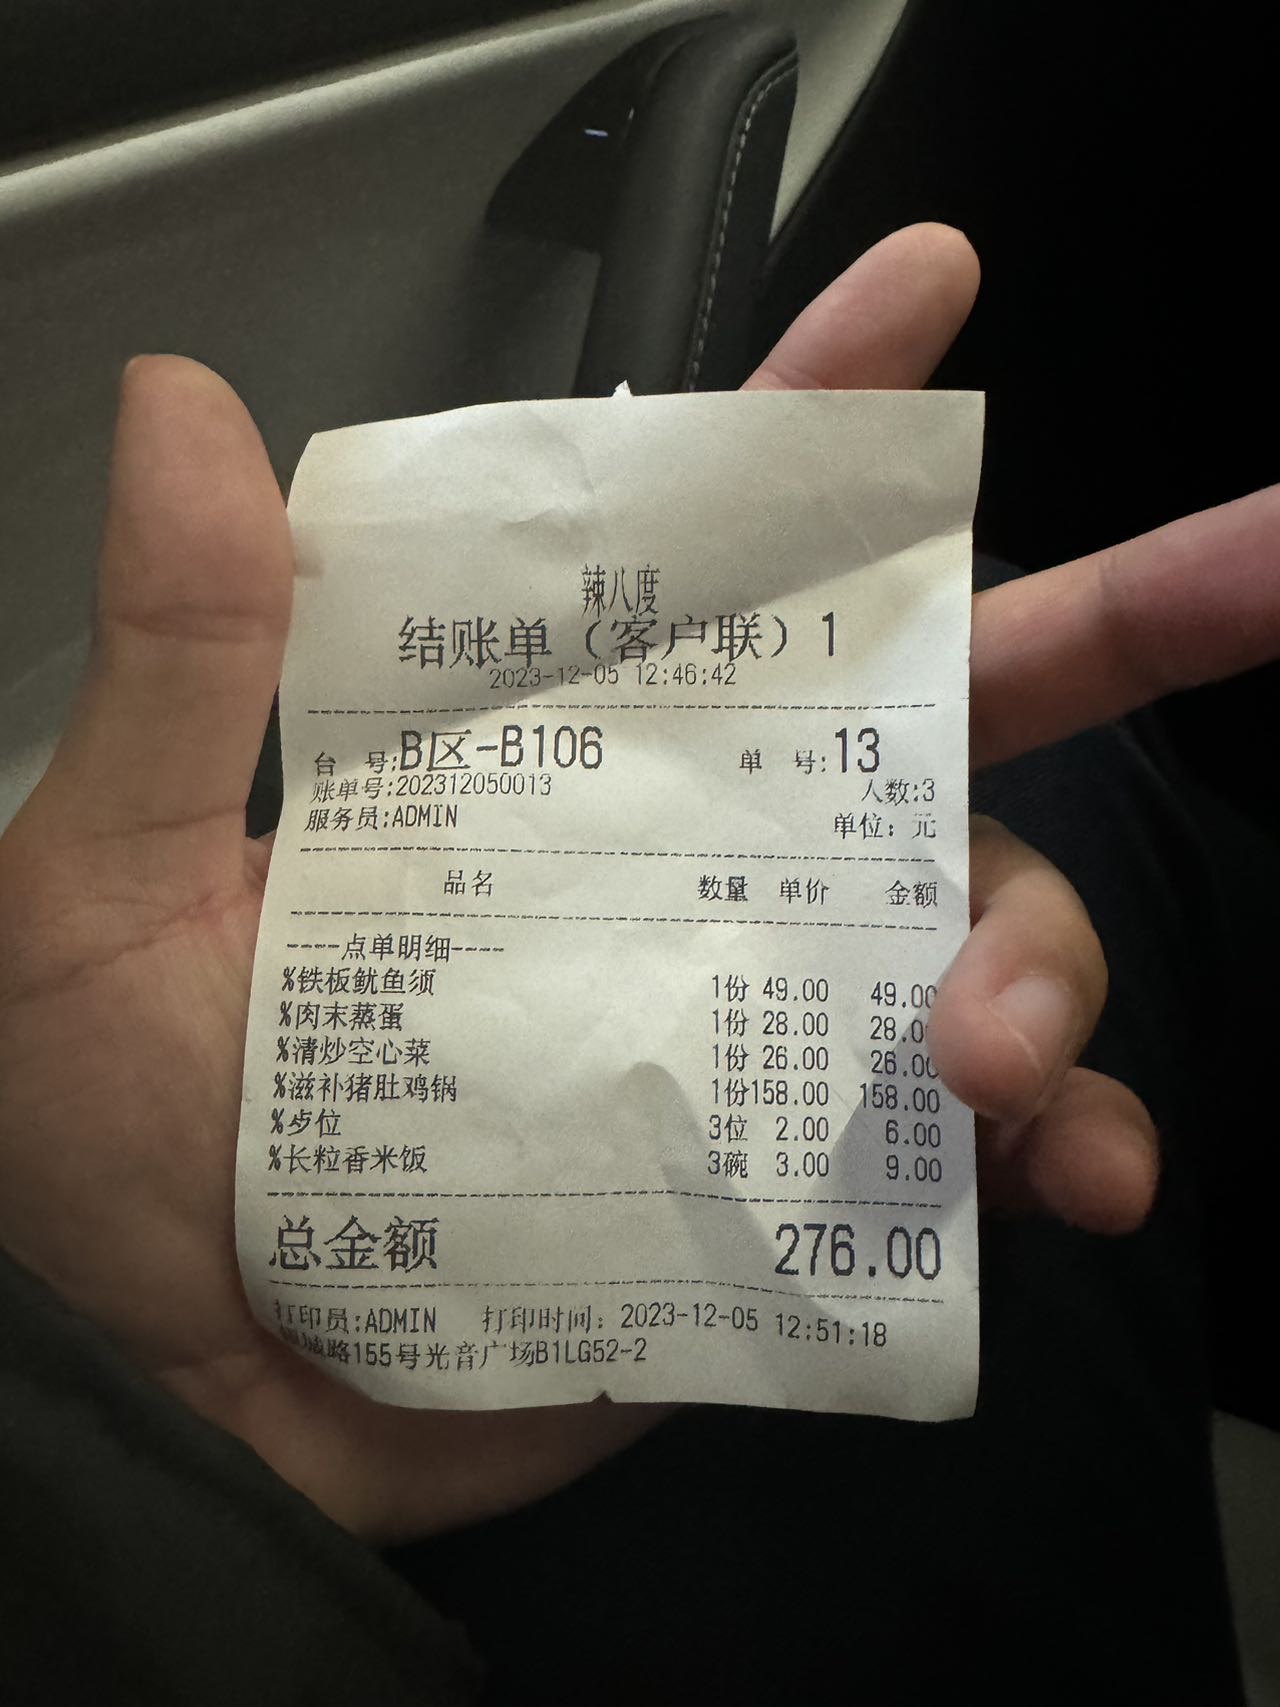 辣八度
结账单（客户联）1
2023-12-05 12:46:42
台 号:B区-B106 单 号:13
账单号:202312050013 人数:3
服务员:ADMIN 单位：元
品名 数量 单价 金额
----点单明细----
%铁板鱿鱼须 1份 49.00 49.00
%肉末蒸蛋 1份 28.00 28.00
%清炒空心菜 1份 26.00 26.00
%滋补猪肚鸡锅 1份158.00 158.00
%歺位 3位 2.00 6.00
%长粒香米饭 3碗 3.00 9.00
总金额 276.00
打印员:ADMIN 打印时间：2023-12-05 12:51:18
路155号光音广场B1LG52-2